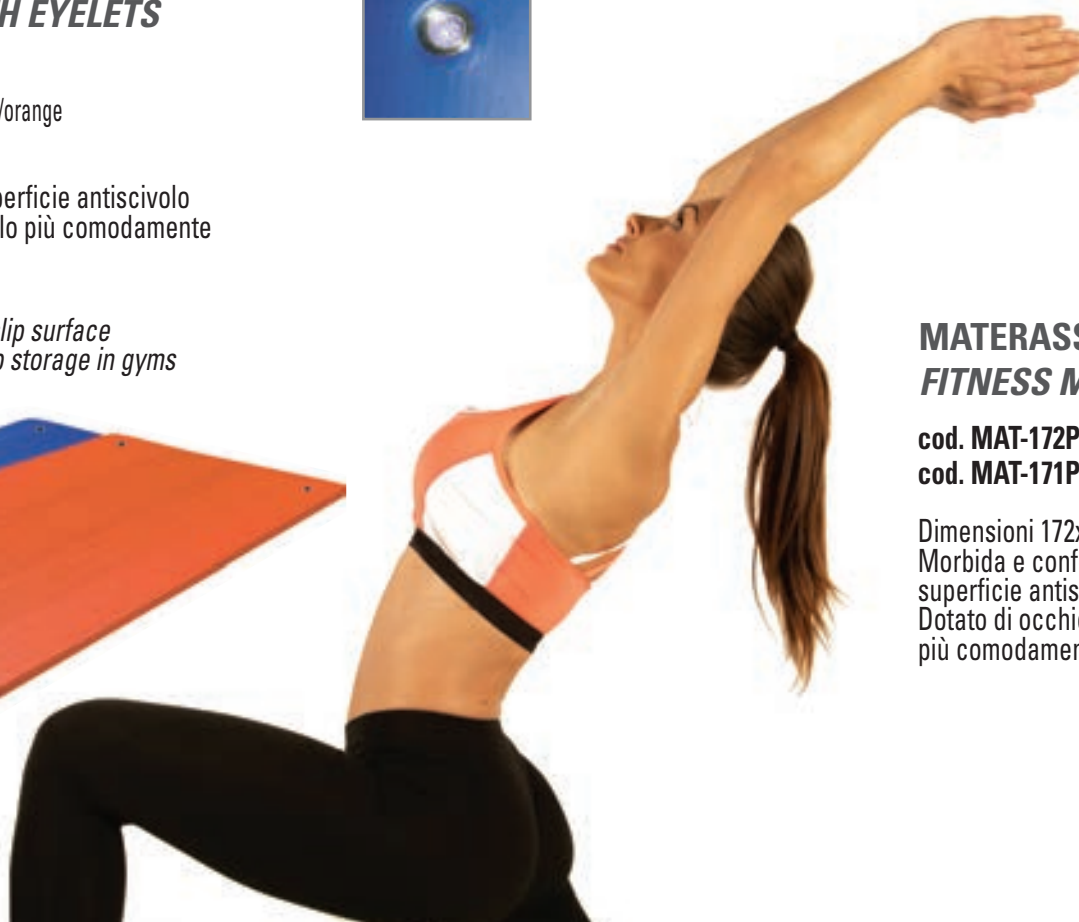 H EYELETS
/orange
perficie antiscivolo
lo più comodamente
lip surface
storage in gyms
MATERASS
FITNESS M
cod. MAT-172P
cod. MAT-171P
Dimensioni 172x
Morbida e conf
superficie antis
Dotato di occhie
più comodamen